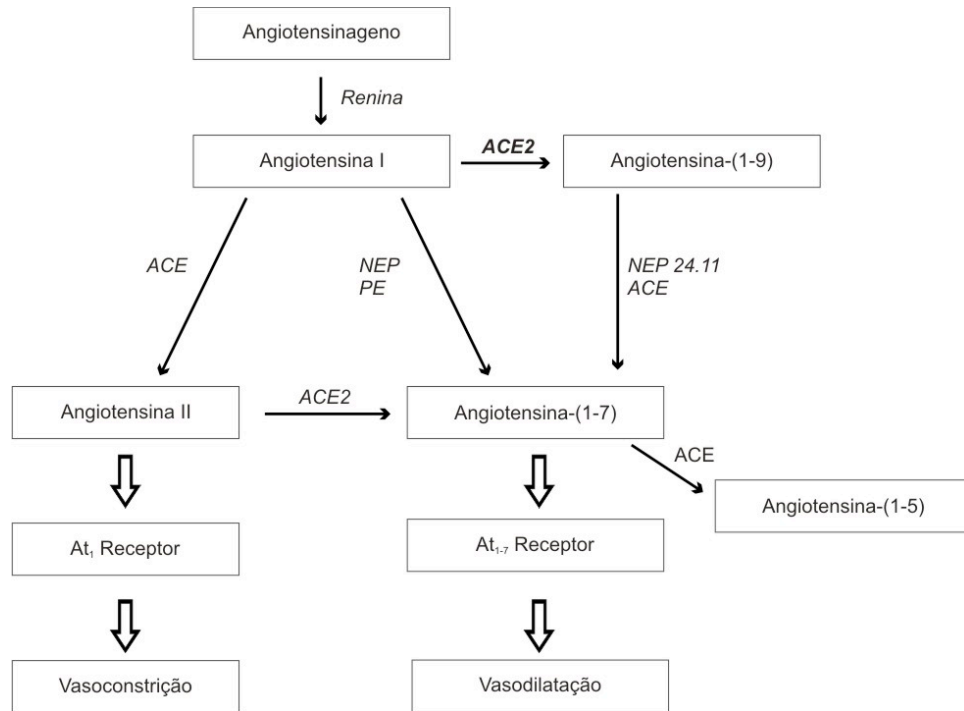 Angiotensinageno
Renina
Angiotensina I
ACE2
Angiotensina-(1-9)
ACE
NEP
PE
NEP 24.11
ACE
Angiotensina II
ACE2
Angiotensina-(1-7)
ACE
Angiotensina-(1-5)
At₁ Receptor
At₁₋₇ Receptor
Vasoconstrição
Vasodilatação